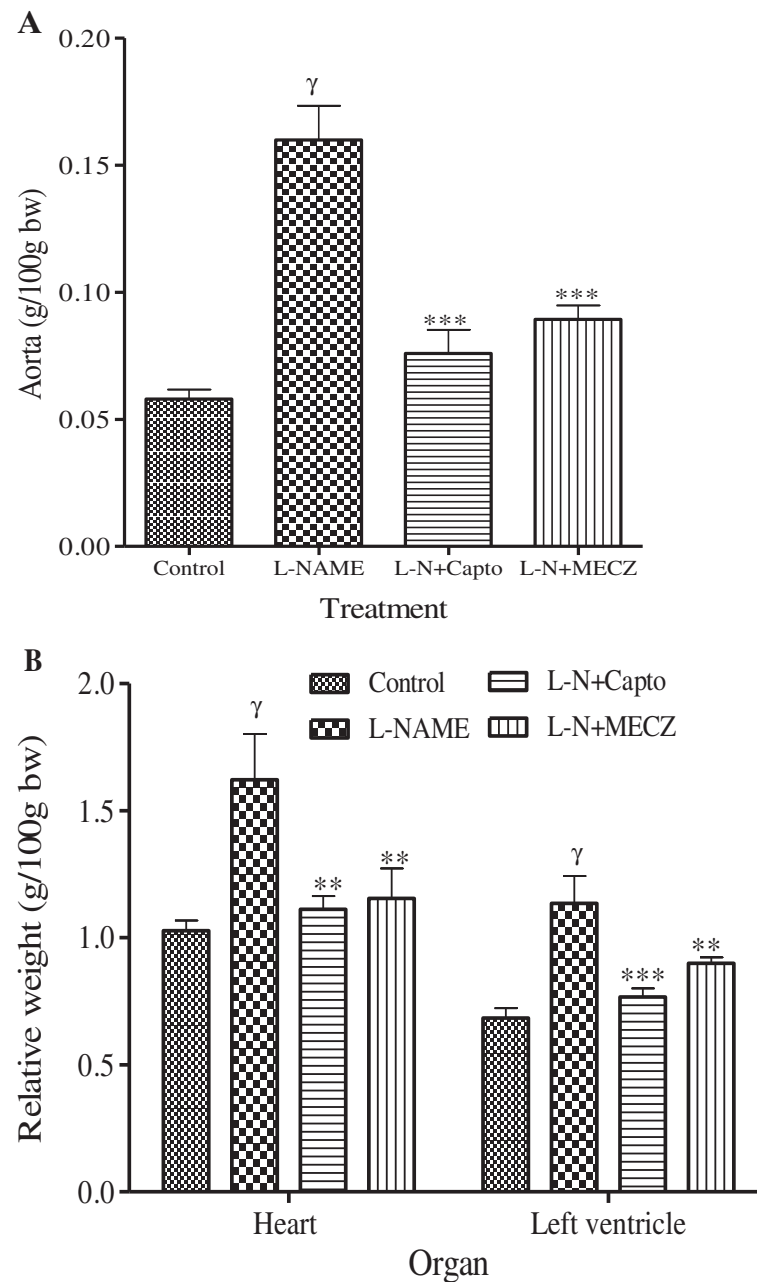 A
Aorta (g/100g bw)
0.20
0.15
0.10
0.05
0.00
γ
***
***
Control L-NAME L-N+Capto L-N+MECZ
Treatment
B
Relative weight (g/100g bw)
2.0
1.5
1.0
0.5
0.0
Control L-N+Capto
L-NAME L-N+MECZ
γ
**
**
γ
***
**
Heart Left ventricle
Organ